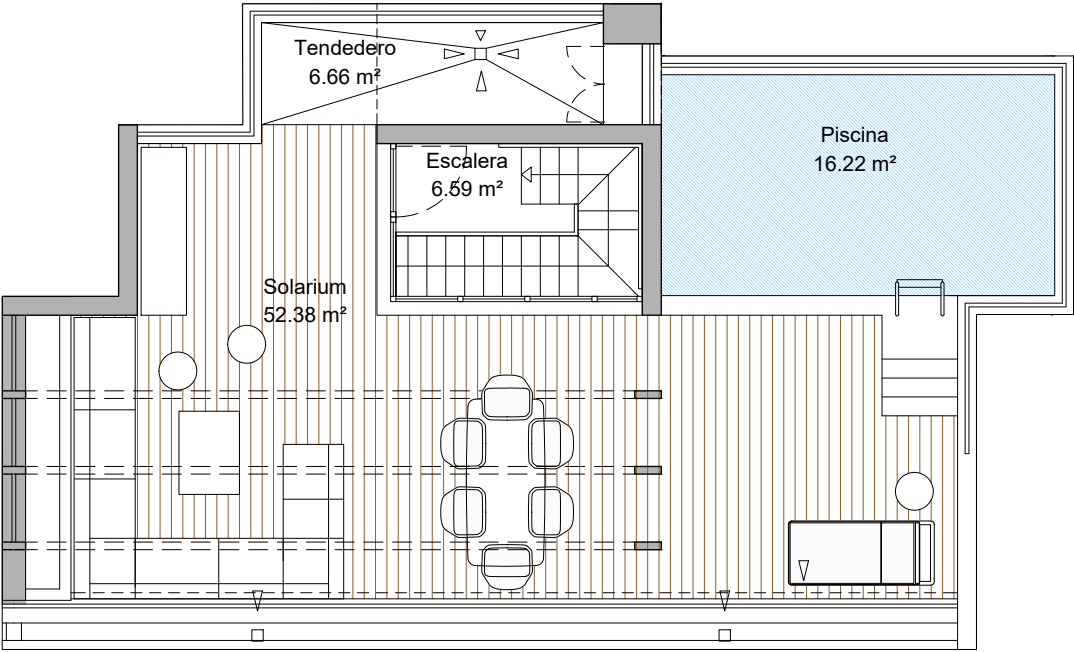 Tendedero
6.66 m²
Piscina
16.22 m²
Escalera
6.59 m²
Solarium
52.38 m²